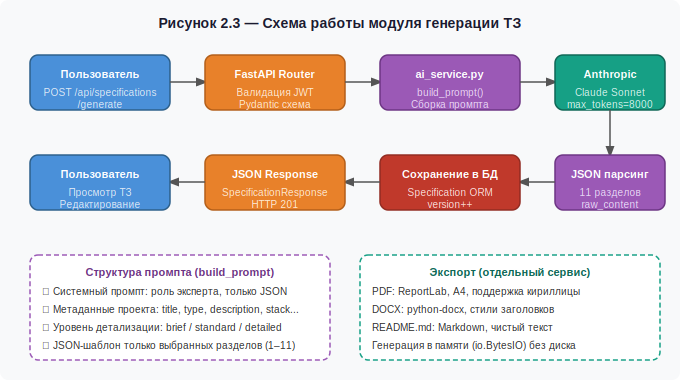 Рисунок 2.3 — Схема работы модуля генерации ТЗ
Пользователь
POST /api/specifications
/generate
FastAPI Router
Валидация JWT
Pydantic схема
ai_service.py
build_prompt()
Сборка промпта
Anthropic
Claude Sonnet
max_tokens=8000
Пользователь
Просмотр ТЗ
Редактирование
JSON Response
SpecificationResponse
HTTP 201
Сохранение в БД
Specification ORM
version++
JSON парсинг
11 разделов
raw_content
Структура промпта (build_prompt)
Системный промпт: роль эксперта, только JSON
Метаданные проекта: title, type, description, stack...
Уровень детализации: brief / standard / detailed
JSON-шаблон только выбранных разделов (1–11)
Экспорт (отдельный сервис)
PDF: ReportLab, A4, поддержка кириллицы
DOCX: python-docx, стили заголовков
README.md: Markdown, чистый текст
Генерация в памяти (io.BytesIO) без диска